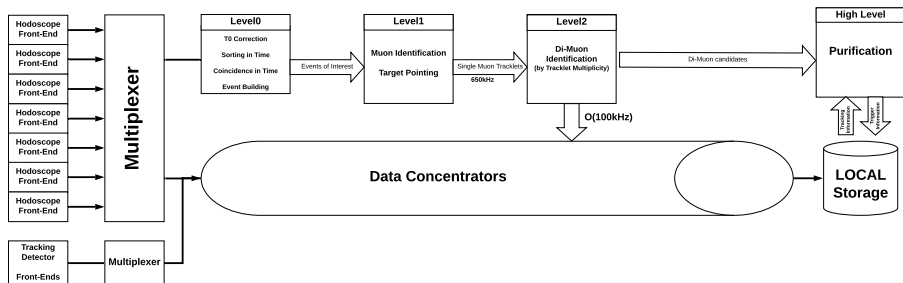 Hodoscope
Front-End
Hodoscope
Front-End
Hodoscope
Front-End
Hodoscope
Front-End
Hodoscope
Front-End
Hodoscope
Front-End
Hodoscope
Front-End
Tracking
Detector
Front-Ends
Multiplexer
Multiplexer
Level0
T0 Correction
Sorting in Time
Coincidence in Time
Event Building
Events of Interest
Level1
Muon Identification
Target Pointing
Single Muon Tracklets
650kHz
Level2
Di-Muon
Identification
(by Tracklet Multiplicity)
Di-Muon candidates
O(100kHz)
High Level
Purification
Tracking
information
Trigger
information
Data Concentrators
LOCAL
Storage